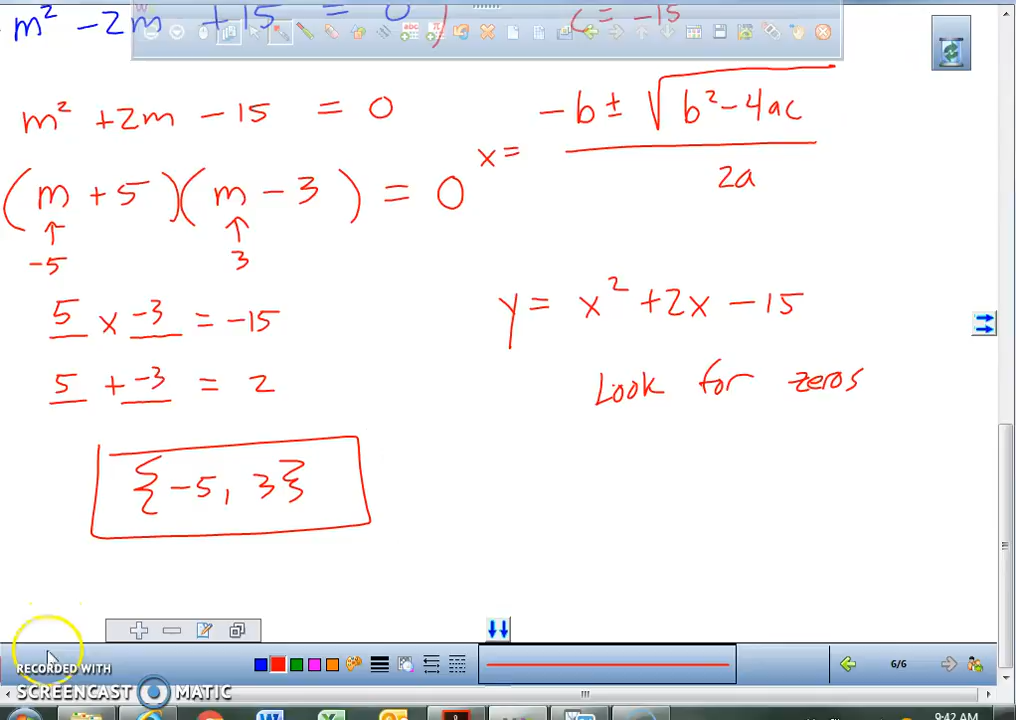 m² -2m +15 = 0
c = -15
m² +2m -15 = 0
(m +5)(m -3) = 0
↑ ↑
-5 3
5 x -3 = -15
5 + -3 = 2
{-5, 3}
x = -b ± √b²-4ac
2a
y = x² +2x -15
Look for zeros
RECORDED WITH
SCREENCAST MATIC
6/6
9:42 AM